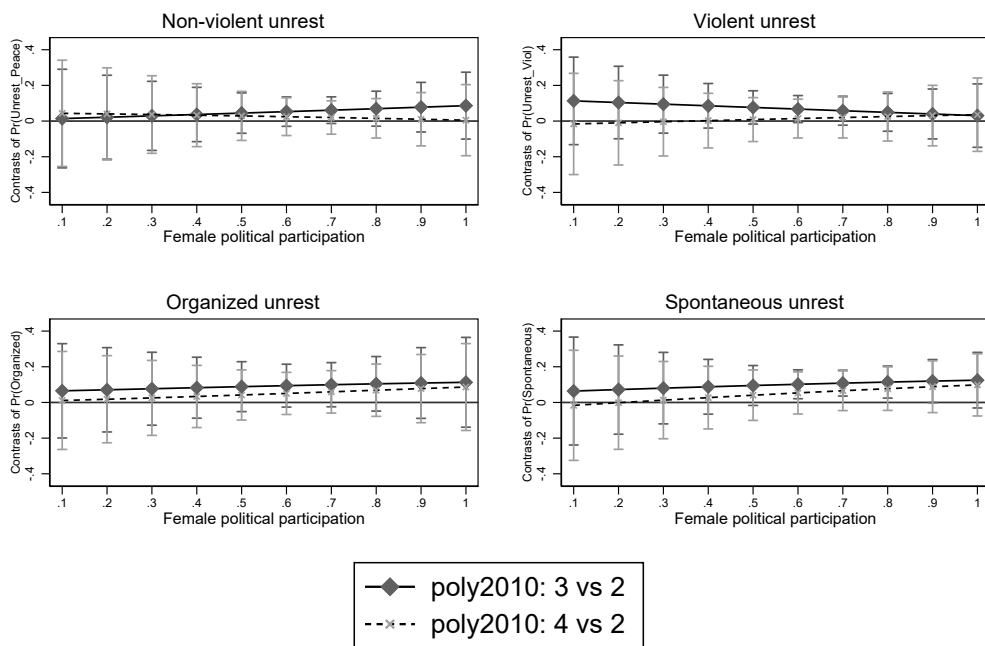 Non-violent unrest
Contrasts of Pr(Unrest_Peace)
.4
.2
0
-.2
-.4
.1 .2 .3 .4 .5 .6 .7 .8 .9 1
Female political participation
Violent unrest
Contrasts of Pr(Unrest_Viol)
.4
.2
0
-.2
-.4
.1 .2 .3 .4 .5 .6 .7 .8 .9 1
Female political participation
Organized unrest
Contrasts of Pr(Organized)
.4
.2
0
-.2
-.4
.1 .2 .3 .4 .5 .6 .7 .8 .9 1
Female political participation
Spontaneous unrest
Contrasts of Pr(Spontaneous)
.4
.2
0
-.2
-.4
.1 .2 .3 .4 .5 .6 .7 .8 .9 1
Female political participation
poly2010: 3 vs 2
poly2010: 4 vs 2